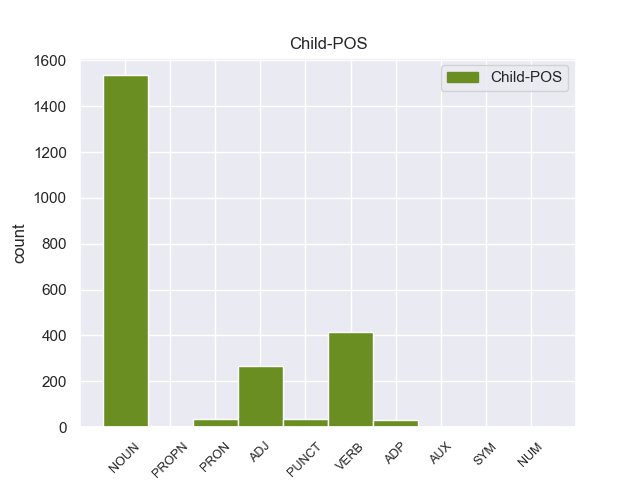 Child-POS
Child-POS
1600
1400
1200
1000
800
600
400
200
0
count
NOUN
PROPN
PRON
ADJ
PUNCT
VERB
ADP
AUX
SYM
NUM